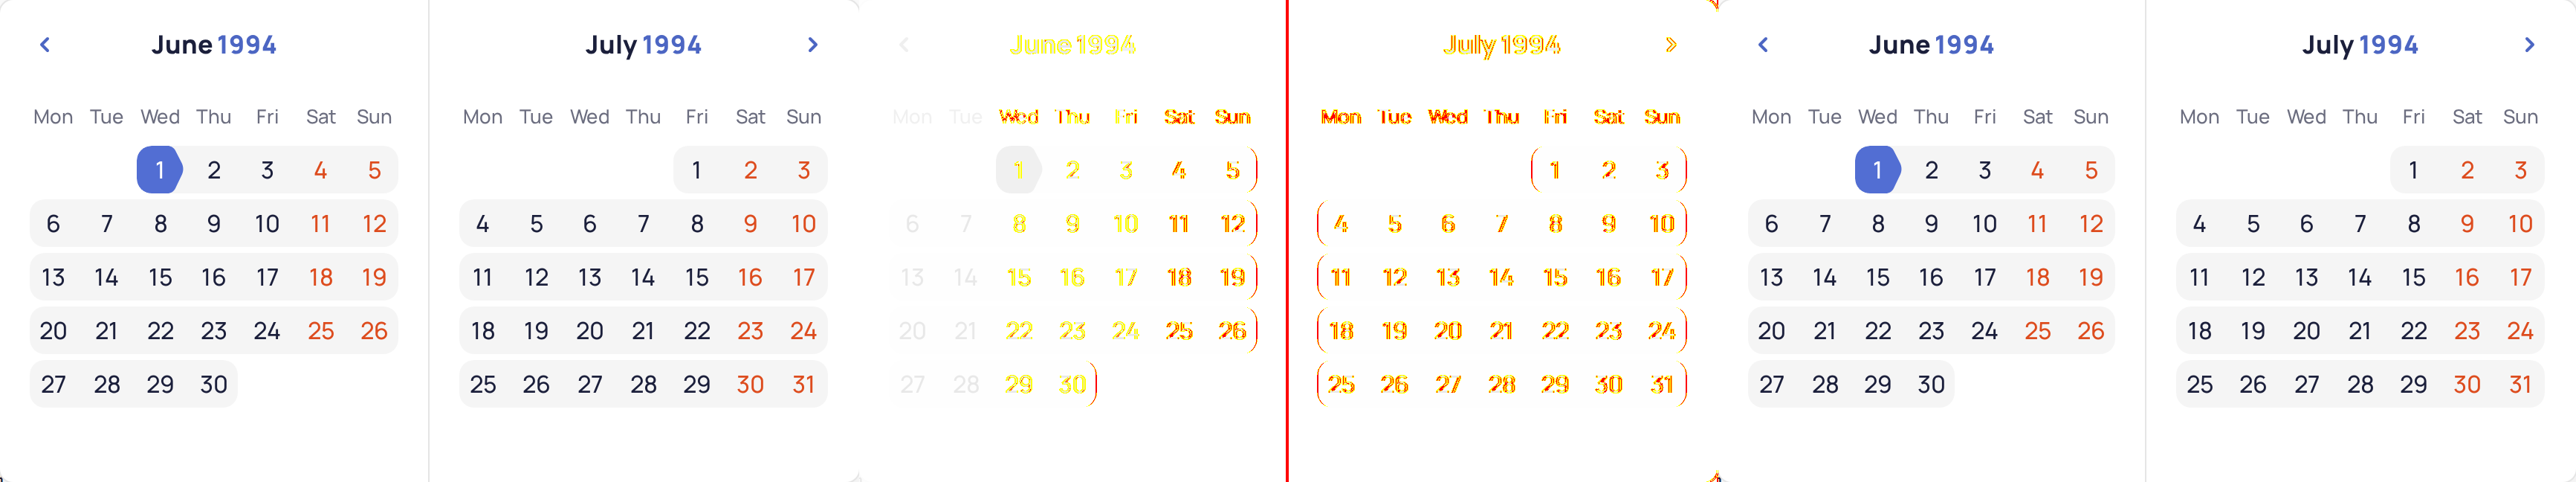 June 1994 July 1994
Mon Tue Wed Thu Fri Sat Sun Mon Tue Wed Thu Fri Sat Sun
1 2 3 4 5 1 2 3
6 7 8 9 10 11 12 4 5 6 7 8 9 10
13 14 15 16 17 18 19 11 12 13 14 15 16 17
20 21 22 23 24 25 26 18 19 20 21 22 23 24
27 28 29 30 25 26 27 28 29 30 31
June 1994 July 1994
Mon Tue Wed Thu Fri Sat Sun Mon Tue Wed Thu Fri Sat Sun
1 2 3 4 5 1 2 3
6 7 8 9 10 11 12 4 5 6 7 8 9 10
13 14 15 16 17 18 19 11 12 13 14 15 16 17
20 21 22 23 24 25 26 18 19 20 21 22 23 24
27 28 29 30 25 26 27 28 29 30 31
June 1994 July 1994
Mon Tue Wed Thu Fri Sat Sun Mon Tue Wed Thu Fri Sat Sun
1 2 3 4 5 1 2 3
6 7 8 9 10 11 12 4 5 6 7 8 9 10
13 14 15 16 17 18 19 11 12 13 14 15 16 17
20 21 22 23 24 25 26 18 19 20 21 22 23 24
27 28 29 30 25 26 27 28 29 30 31